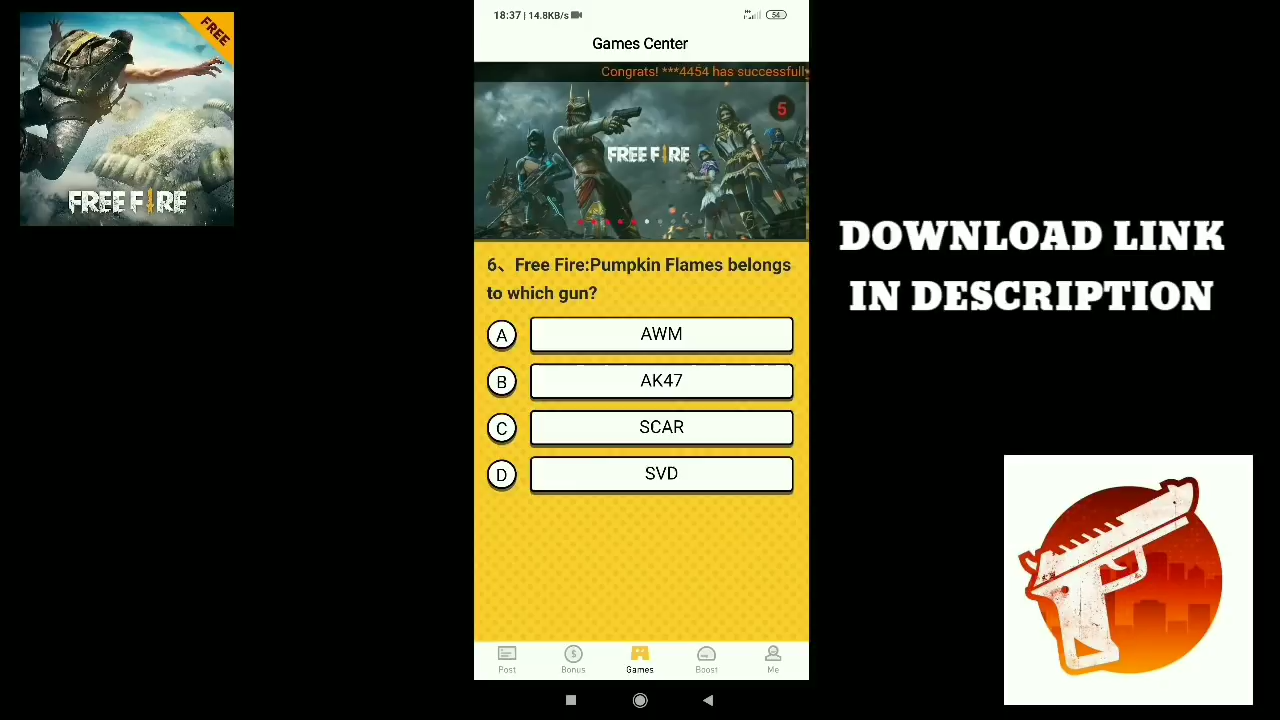 FREE
FREE FIRE
18:37 | 14.8KB/s
54
Games Center
Congrats! ***4454 has successfully
5
FREE FIRE
6、Free Fire:Pumpkin Flames belongs
to which gun?
A AWM
B AK47
C SCAR
D SVD
Post Bonus Games Boost Me
DOWNLOAD LINK
IN DESCRIPTION